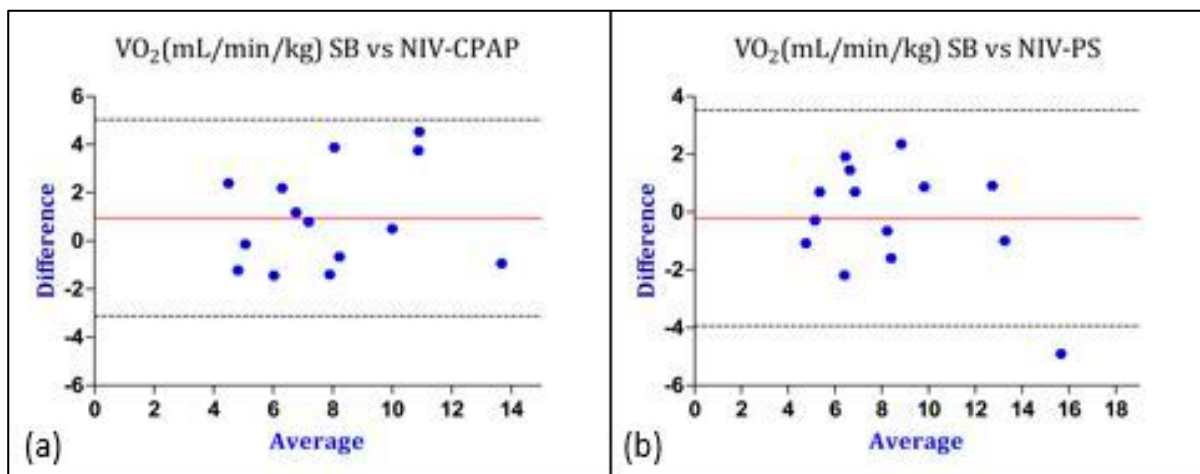 VO₂(mL/min/kg) SB vs NIV-CPAP
6
4
2
0
-2
-4
-6
Difference
0 2 4 6 8 10 12 14
Average
(a)
VO₂(mL/min/kg) SB vs NIV-PS
4
2
0
-2
-4
-6
Difference
0 2 4 6 8 10 12 14 16 18
Average
(b)